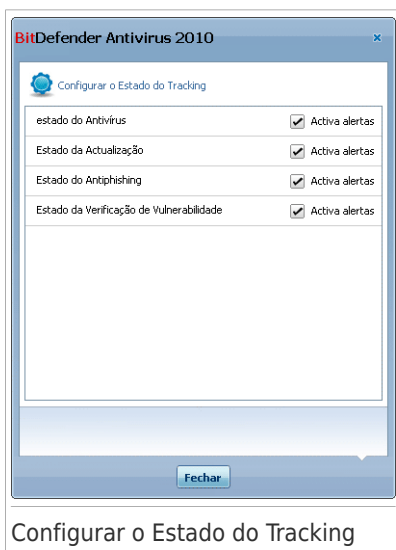 BitDefender Antivirus 2010
Configurar o Estado do Tracking
estado do Antivírus Activa alertas
Estado da Actualização Activa alertas
Estado do Antiphishing Activa alertas
Estado da Verificação de Vulnerabilidade Activa alertas
Fechar
Configurar o Estado do Tracking